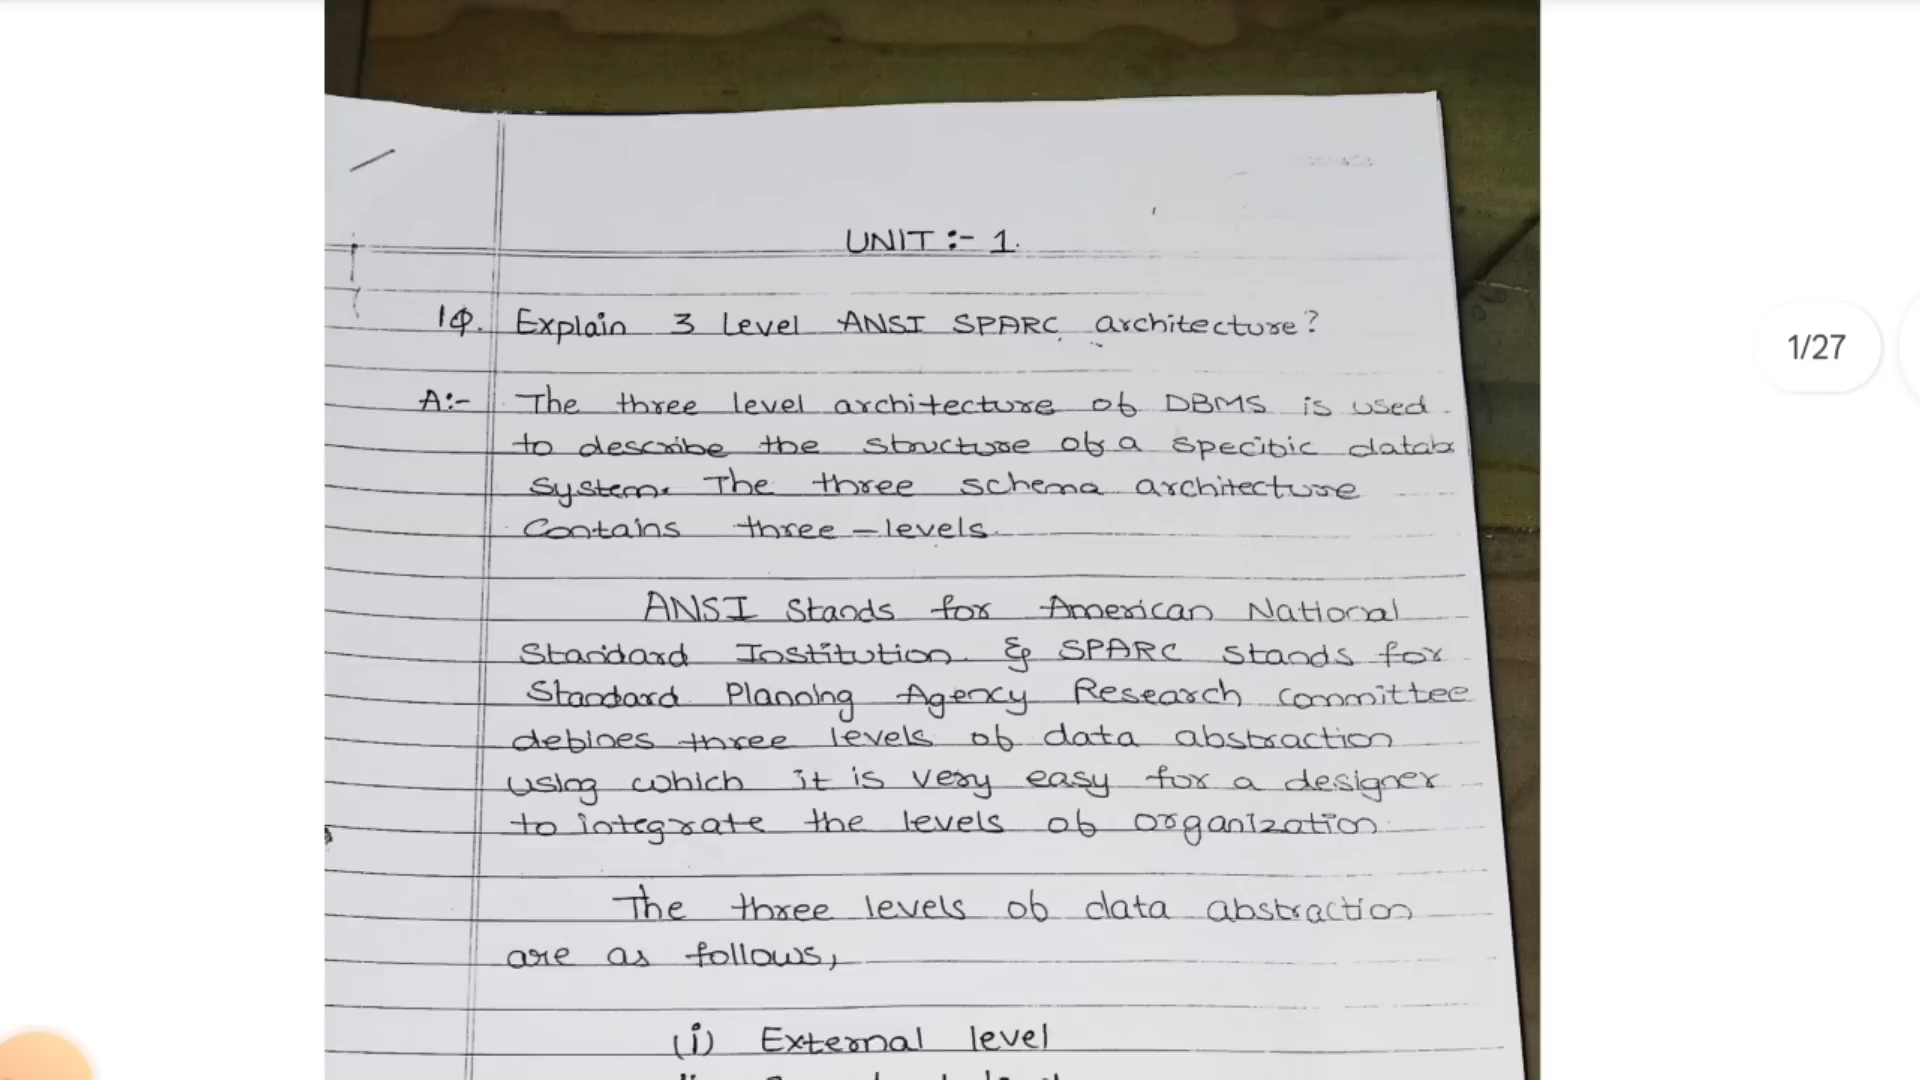 UNIT :- 1.
1Q. Explain 3 Level ANSI SPARC architecture?
A:- The three level architecture of DBMS is used
to describe the structure of a specific datab
system. The three schema architecture
Contains three - levels.
ANSI Stands for American National
Standard Institution & SPARC stands for
Standard Planning Agency Research committee
defines three levels of data abstraction
using which it is very easy for a designer
to integrate the levels of organization.
The three levels of data abstraction
are as follows,
(i) External level
1/27